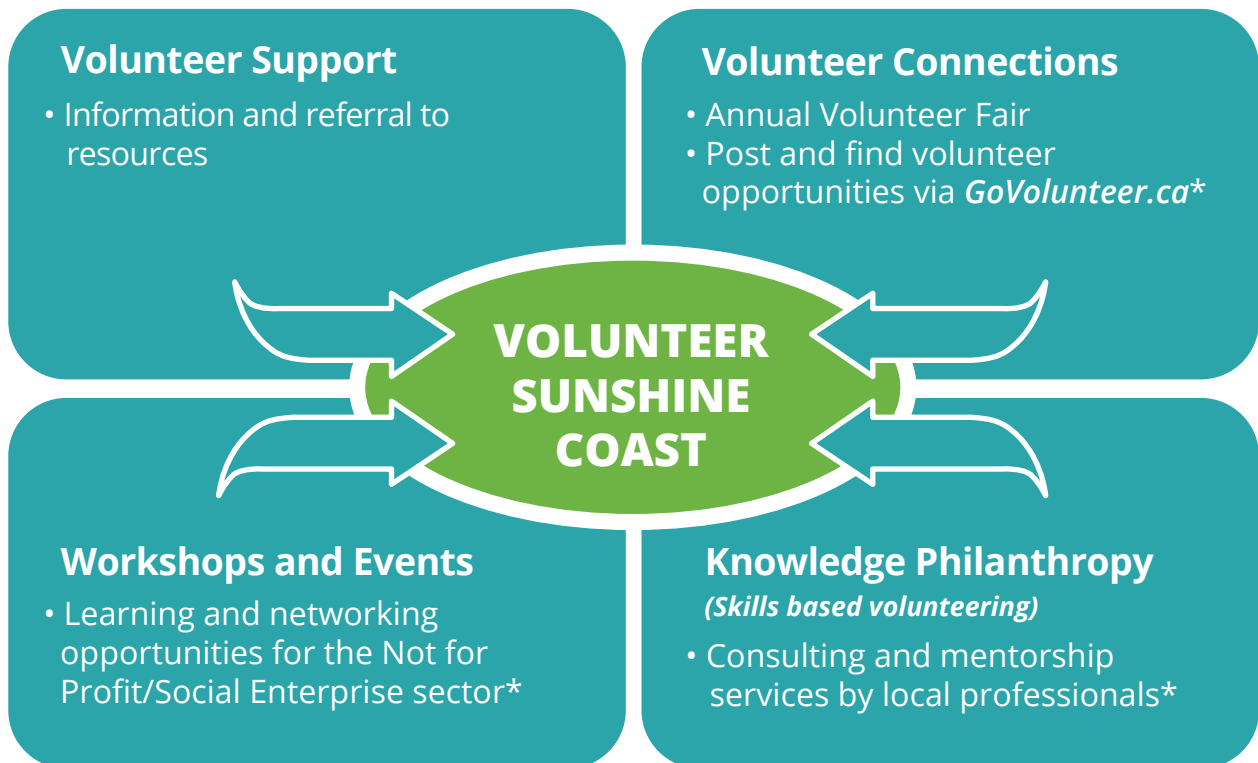 Volunteer Support
• Information and referral to
resources
Volunteer Connections
• Annual Volunteer Fair
• Post and find volunteer
opportunities via GoVolunteer.ca*
VOLUNTEER
SUNSHINE
COAST
Workshops and Events
• Learning and networking
opportunities for the Not for
Profit/Social Enterprise sector*
Knowledge Philanthropy
(Skills based volunteering)
• Consulting and mentorship
services by local professionals*